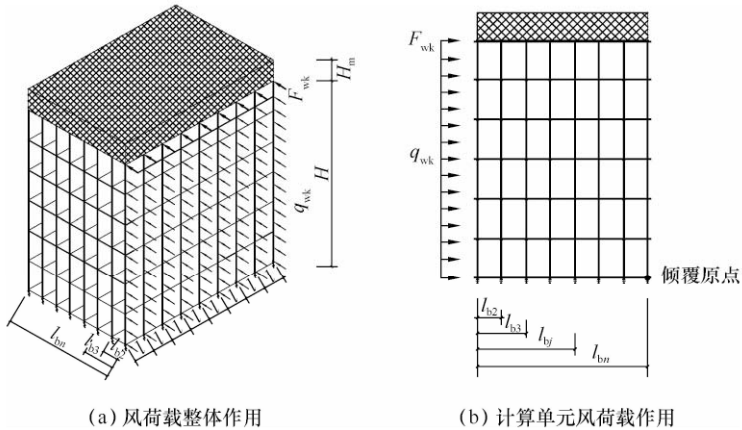 H_m
F_wk
H
q_wk
l_bn
l_b3
l_b2
(a) 风荷载整体作用
F_wk
q_wk
倾覆原点
l_b2
l_b3
l_bj
l_bn
(b) 计算单元风荷载作用